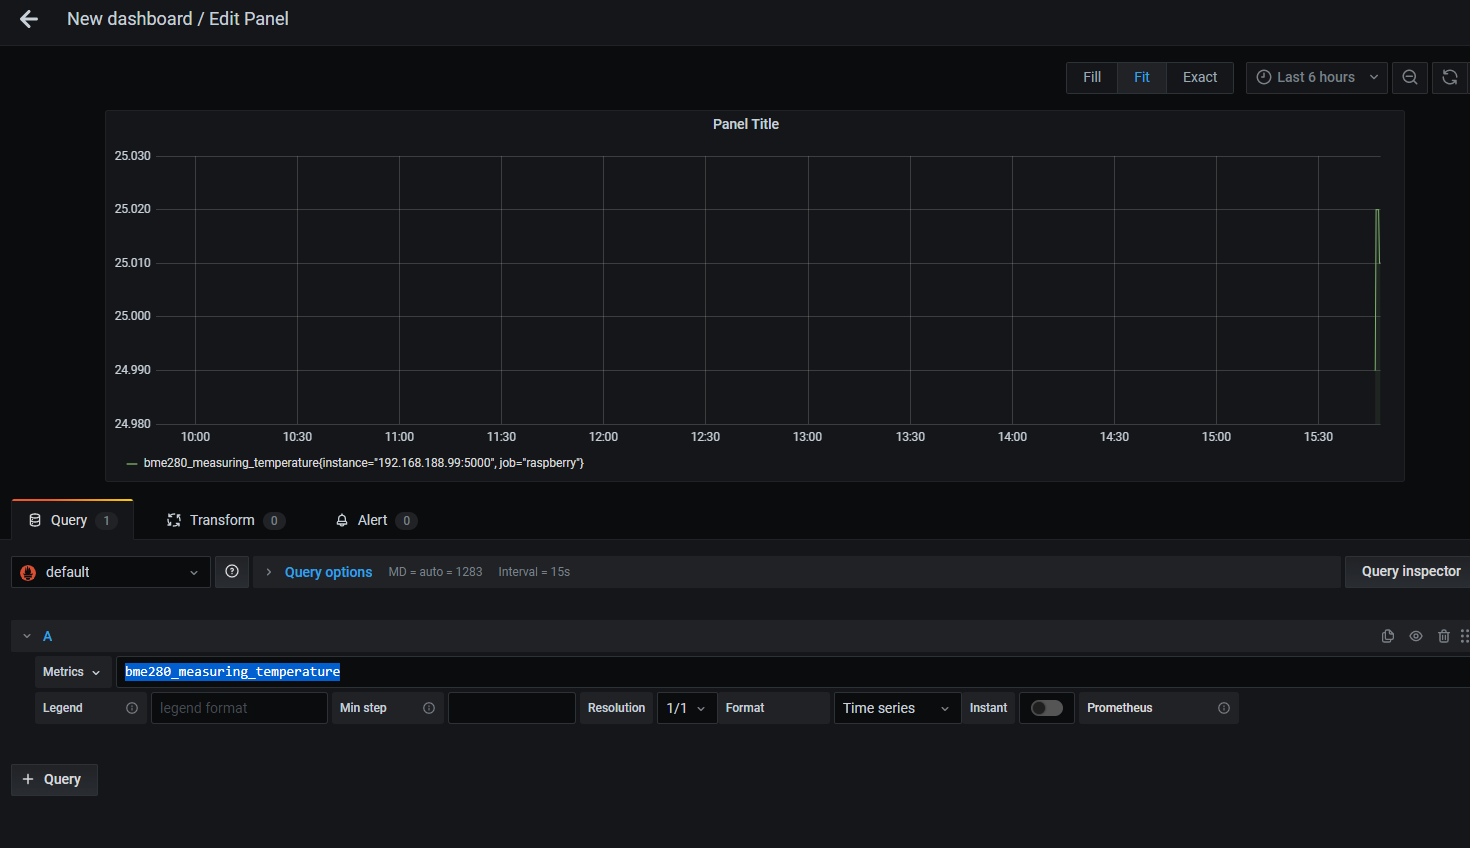 New dashboard / Edit Panel
Fill Fit Exact Last 6 hours
Panel Title
25.030
25.020
25.010
25.000
24.990
24.980
10:00 10:30 11:00 11:30 12:00 12:30 13:00 13:30 14:00 14:30 15:00 15:30
bme280_measuring_temperature{instance="192.168.188.99:5000", job="raspberry"}
Query 1 Transform 0 Alert 0
default Query options MD = auto = 1283 Interval = 15s Query inspector
A
Metrics bme280_measuring_temperature
Legend legend format Min step Resolution 1/1 Format Time series Instant Prometheus
+ Query